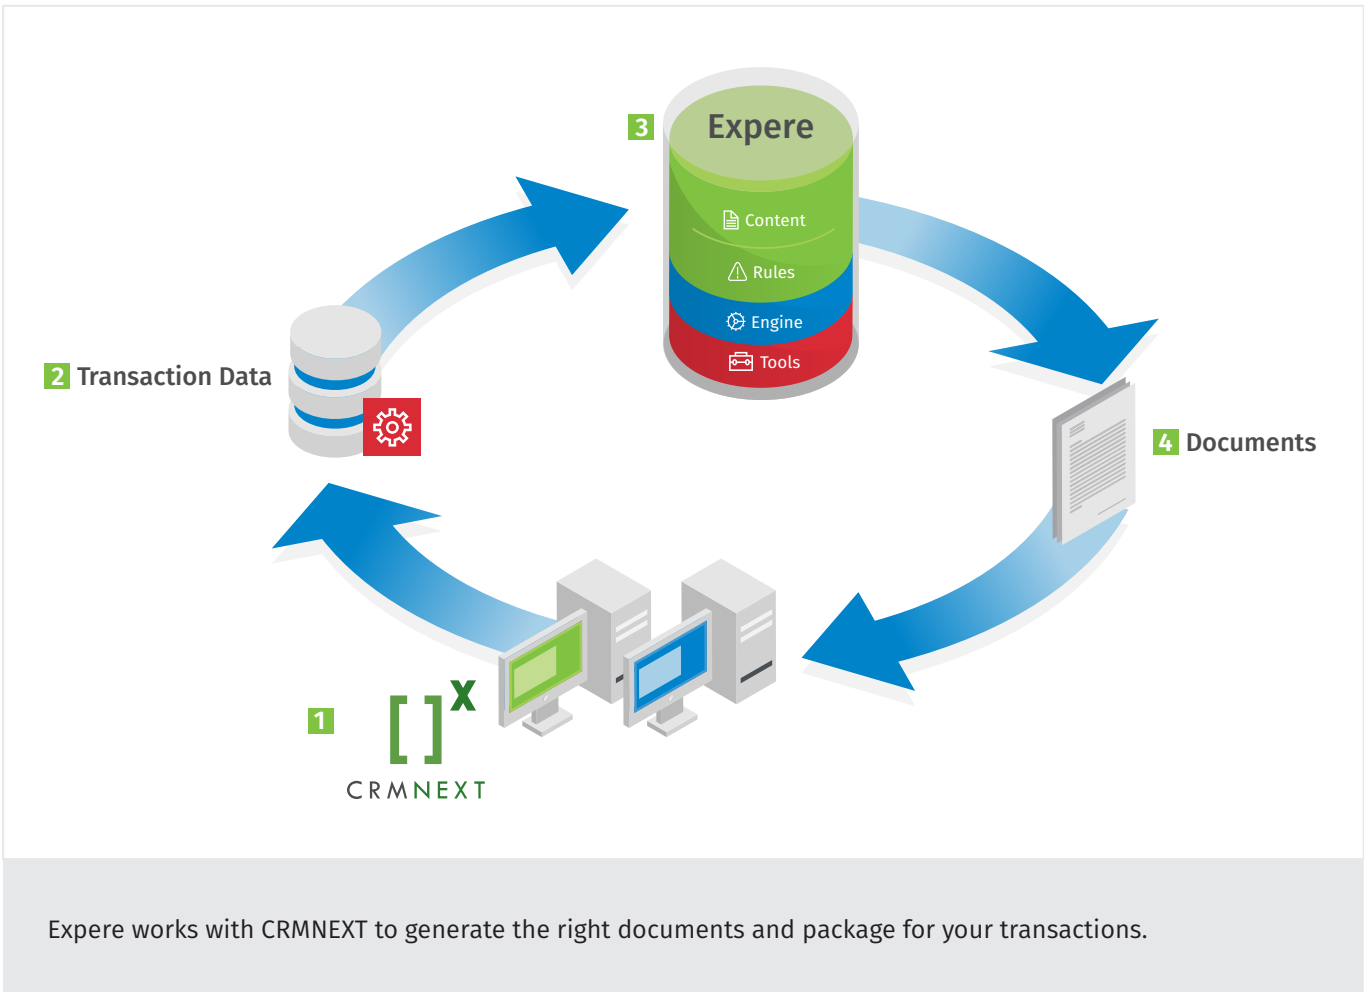 3
Expere
Content
Rules
Engine
Tools
2 Transaction Data
4 Documents
1
[ ]X
CRMNEXT
Expere works with CRMNEXT to generate the right documents and package for your transactions.